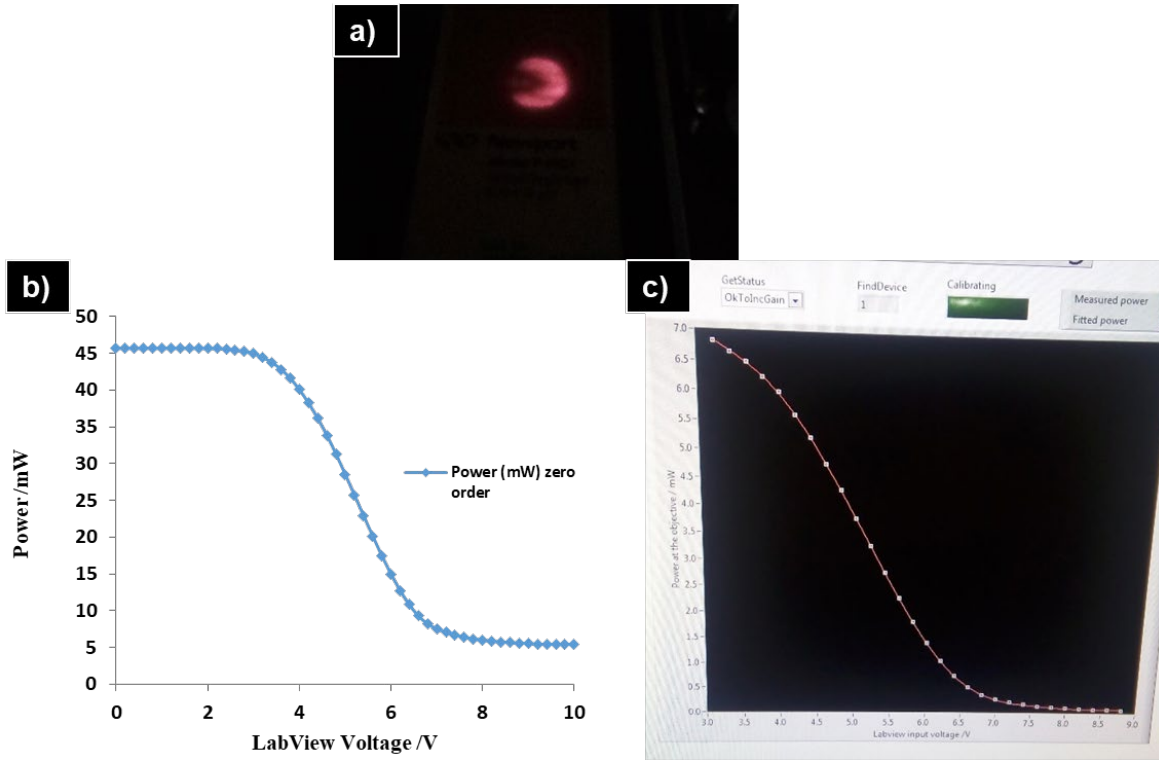 a)
b)
50
45
40
35
30
25
20
15
10
5
0
0 2 4 6 8 10
Power /mW
LabView Voltage /V
Power (mW) zero
order
c)
GetStatus
OkToIncGain
FindDevice
1
Calibrating
Measured power
Fitted power
7.0
6.5
6.0
5.5
5.0
4.5
4.0
3.5
3.0
2.5
2.0
1.5
1.0
0.5
0.0
3.0 3.5 4.0 4.5 5.0 5.5 6.0 6.5 7.0 7.5 8.0 8.5 9.0
Power at the objective / mW
Labview input voltage /V